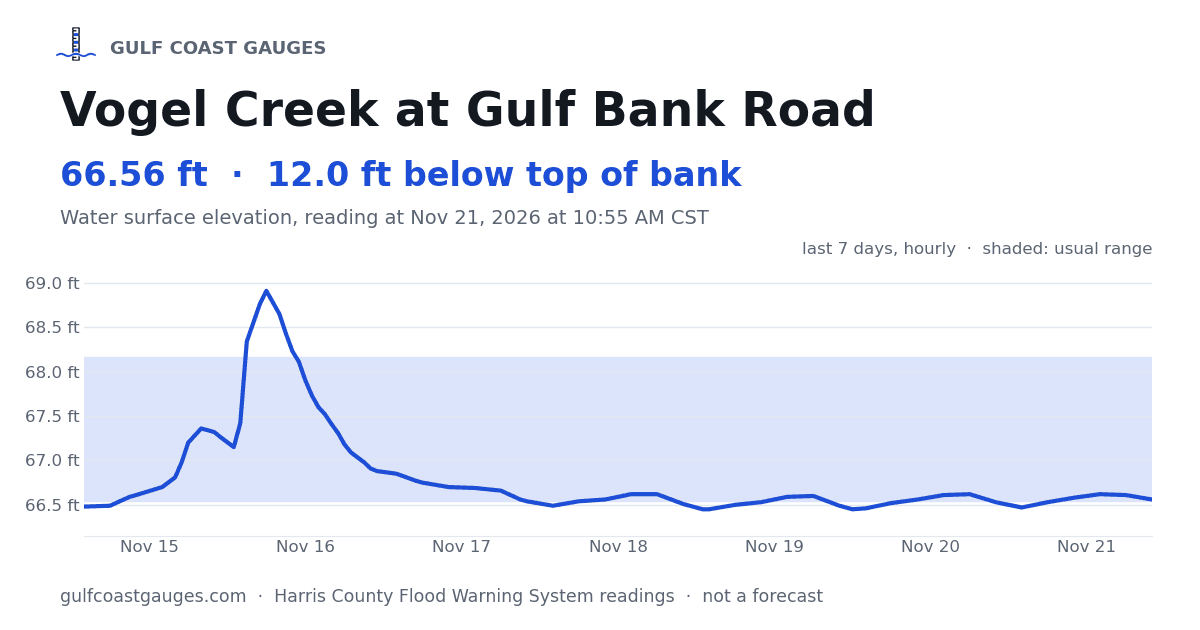 GULF COAST GAUGES
Vogel Creek at Gulf Bank Road
66.56 ft · 12.0 ft below top of bank
Water surface elevation, reading at Nov 21, 2026 at 10:55 AM CST
last 7 days, hourly · shaded: usual range
69.0 ft
68.5 ft
68.0 ft
67.5 ft
67.0 ft
66.5 ft
Nov 15 Nov 16 Nov 17 Nov 18 Nov 19 Nov 20 Nov 21
gulfcoastgauges.com · Harris County Flood Warning System readings · not a forecast